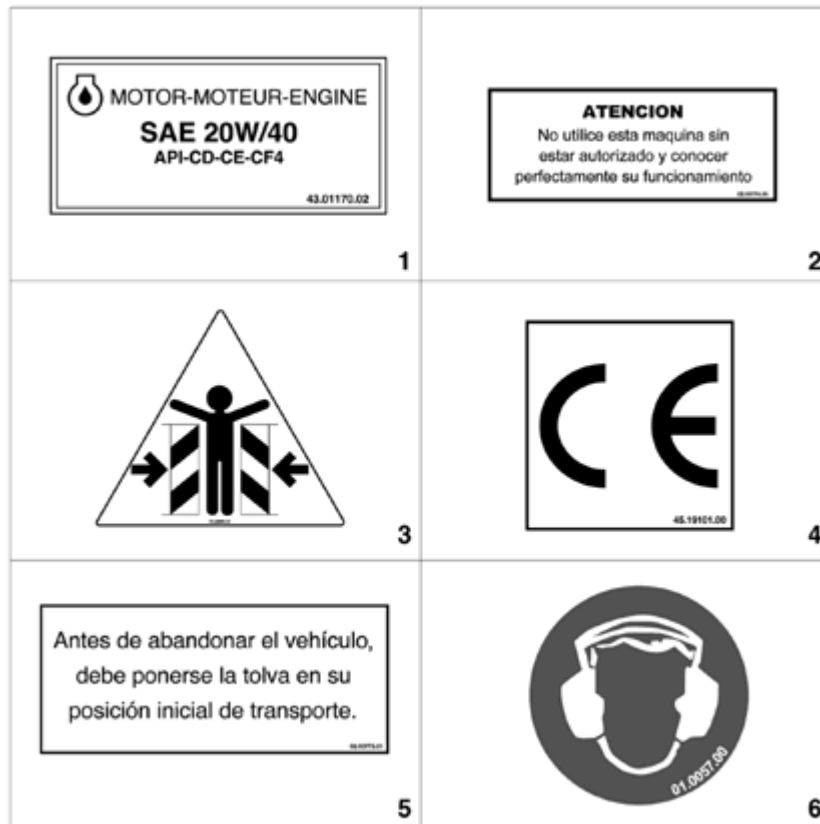 MOTOR-MOTEUR-ENGINE
SAE 20W/40
API-CD-CE-CF4
43.01170.02
1
ATENCION
No utilice esta maquina sin
estar autorizado y conocer
perfectamente su funcionamiento
2
3
CE
45.19101.00
4
Antes de abandonar el vehículo,
debe ponerse la tolva en su
posición inicial de transporte.
5
01.0057.00
6